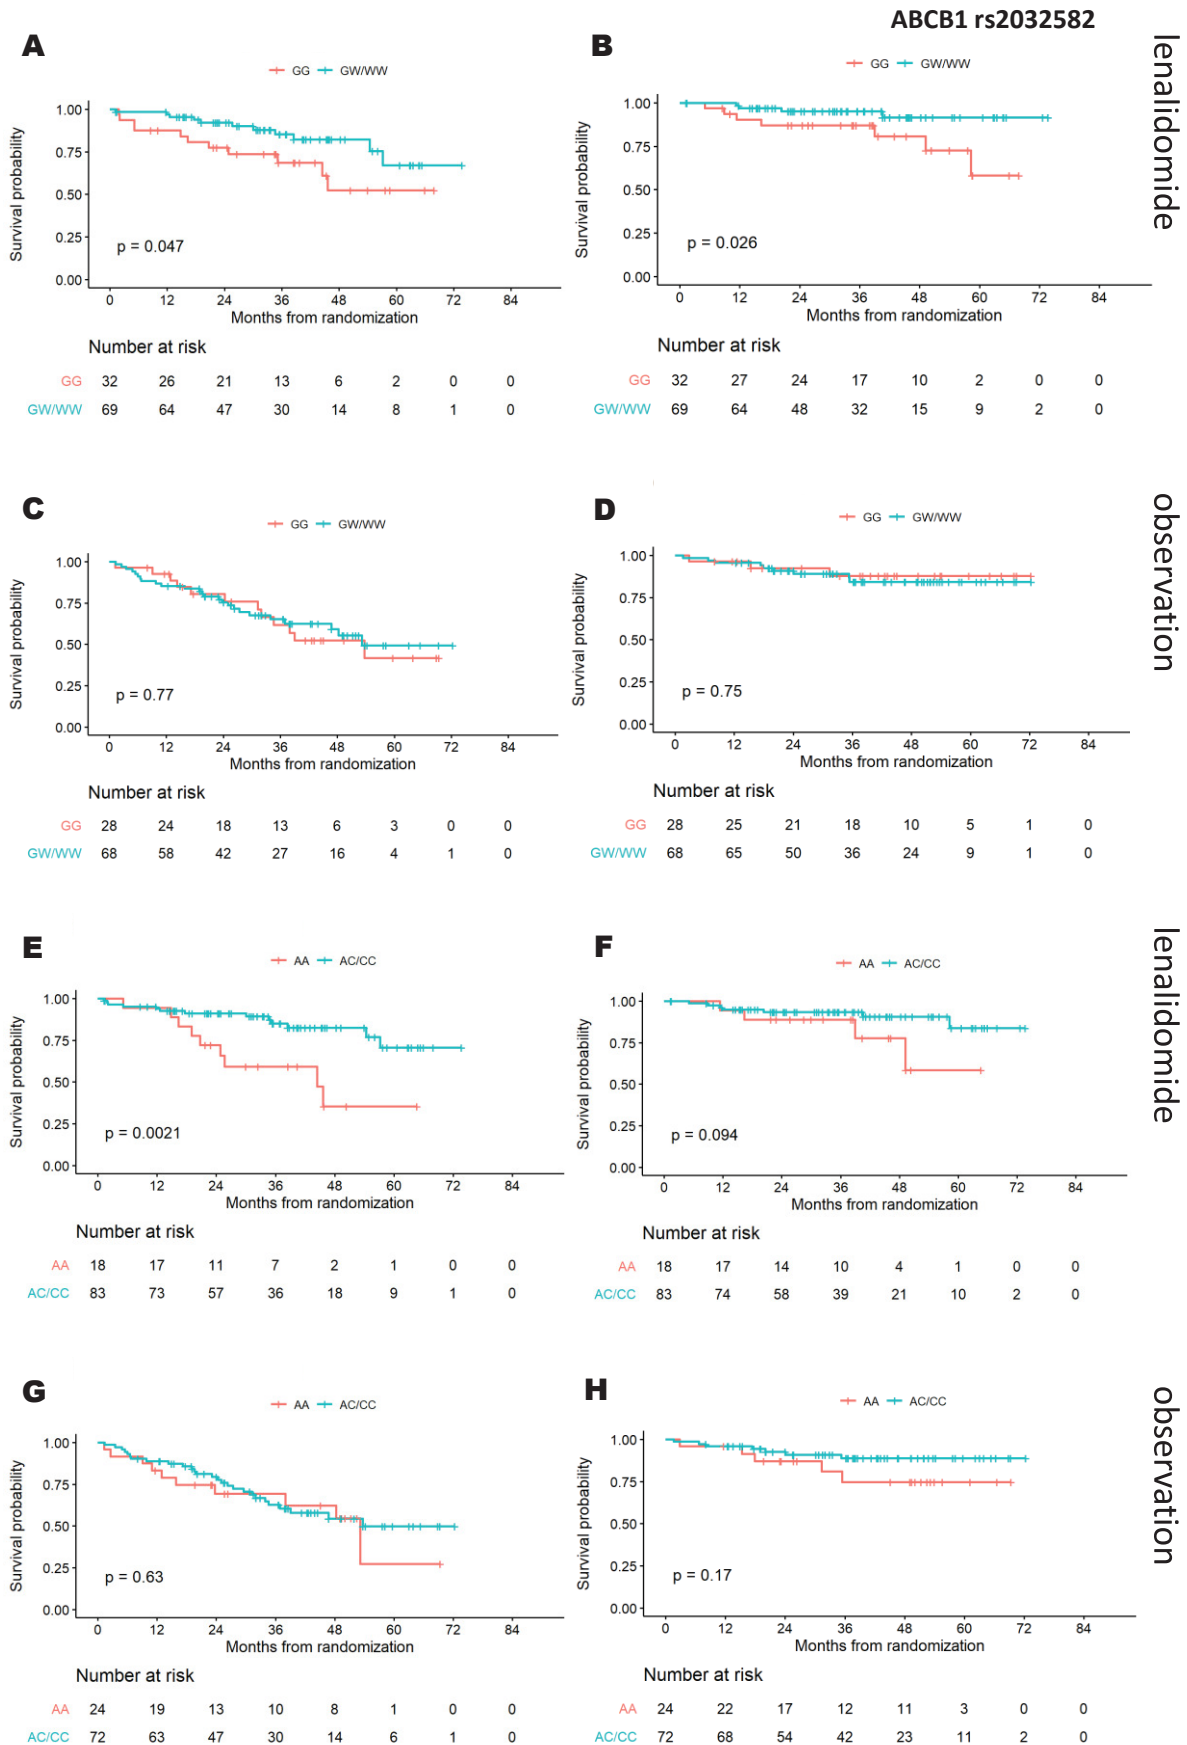 ABCB1 rs2032582
lenalidomide
A
GG GW/WW
Survival probability
1.00
0.75
0.50
0.25
0.00
p = 0.047
0 12 24 36 48 60 72 84
Months from randomization
Number at risk
GG 32 26 21 13 6 2 0 0
GW/WW 69 64 47 30 14 8 1 0
B
GG GW/WW
Survival probability
1.00
0.75
0.50
0.25
0.00
p = 0.026
0 12 24 36 48 60 72 84
Months from randomization
Number at risk
GG 32 27 24 17 10 2 0 0
GW/WW 69 64 48 32 15 9 2 0
observation
C
GG GW/WW
Survival probability
1.00
0.75
0.50
0.25
0.00
p = 0.77
0 12 24 36 48 60 72 84
Months from randomization
Number at risk
GG 28 24 18 13 6 3 0 0
GW/WW 68 58 42 27 16 4 1 0
D
GG GW/WW
Survival probability
1.00
0.75
0.50
0.25
0.00
p = 0.75
0 12 24 36 48 60 72 84
Months from randomization
Number at risk
GG 28 25 21 18 10 5 1 0
GW/WW 68 65 50 36 24 9 1 0
lenalidomide
E
AA AC/CC
Survival probability
1.00
0.75
0.50
0.25
0.00
p = 0.0021
0 12 24 36 48 60 72 84
Months from randomization
Number at risk
AA 18 17 11 7 2 1 0 0
AC/CC 83 73 57 36 18 9 1 0
F
AA AC/CC
Survival probability
1.00
0.75
0.50
0.25
0.00
p = 0.094
0 12 24 36 48 60 72 84
Months from randomization
Number at risk
AA 18 17 14 10 4 1 0 0
AC/CC 83 74 58 39 21 10 2 0
observation
G
AA AC/CC
Survival probability
1.00
0.75
0.50
0.25
0.00
p = 0.63
0 12 24 36 48 60 72 84
Months from randomization
Number at risk
AA 24 19 13 10 8 1 0 0
AC/CC 72 63 47 30 14 6 1 0
H
AA AC/CC
Survival probability
1.00
0.75
0.50
0.25
0.00
p = 0.17
0 12 24 36 48 60 72 84
Months from randomization
Number at risk
AA 24 22 17 12 11 3 0 0
AC/CC 72 68 54 42 23 11 2 0